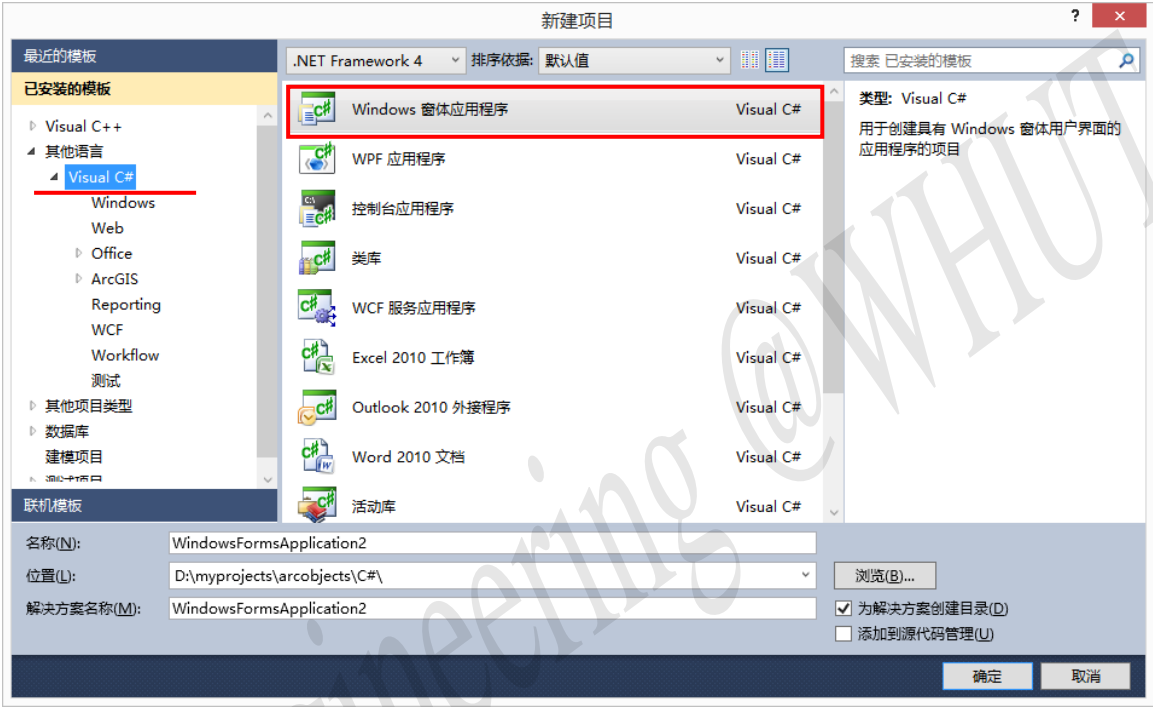 新建项目
?
最近的模板
已安装的模板
Visual C++
其他语言
Visual C#
Windows
Web
Office
ArcGIS
Reporting
WCF
Workflow
测试
其他项目类型
数据库
建模项目
测试项目
联机模板
.NET Framework 4
排序依据: 默认值
Windows 窗体应用程序 Visual C#
WPF 应用程序 Visual C#
控制台应用程序 Visual C#
类库 Visual C#
WCF 服务应用程序 Visual C#
Excel 2010 工作簿 Visual C#
Outlook 2010 外接程序 Visual C#
Word 2010 文档 Visual C#
活动库 Visual C#
搜索 已安装的模板
类型: Visual C#
用于创建具有 Windows 窗体用户界面的
应用程序的项目
名称(N): WindowsFormsApplication2
位置(L): D:\myprojects\arcobjects\C#\
浏览(B)...
解决方案名称(M): WindowsFormsApplication2
为解决方案创建目录(D)
添加到源代码管理(U)
确定
取消
ineering @WHUT